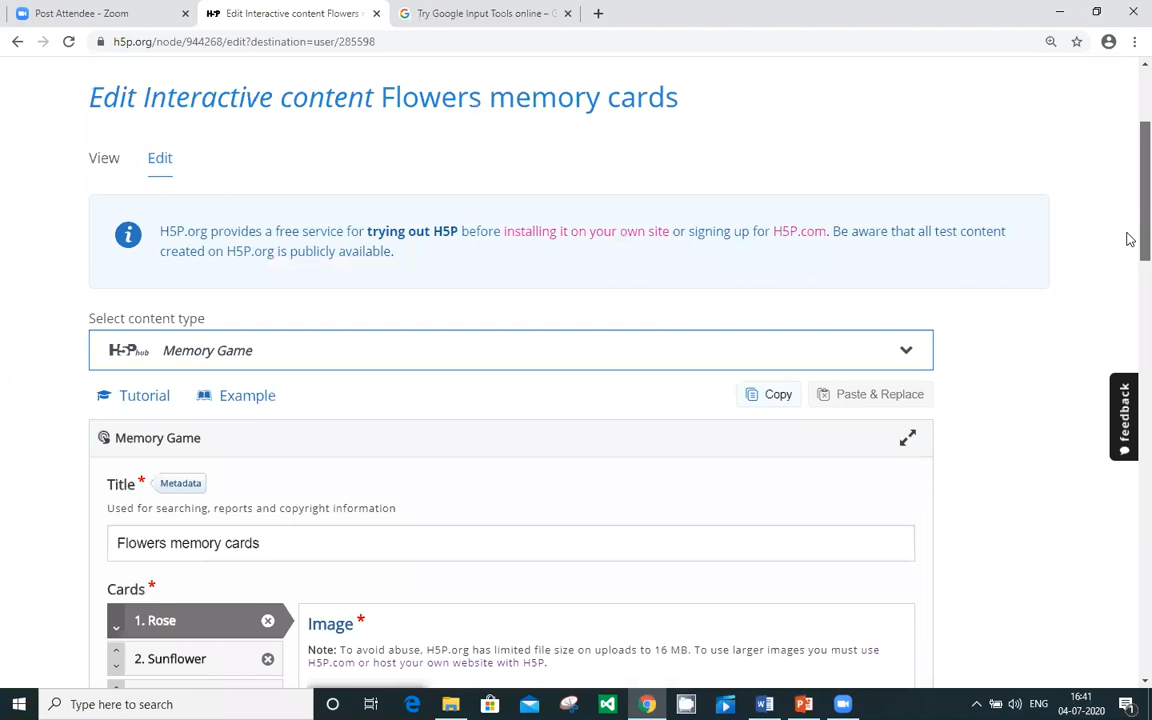 Post Attendee - Zoom
H-P Edit Interactive content Flowers
Try Google Input Tools online –
h5p.org/node/944268/edit?destination=user/285598
Edit Interactive content Flowers memory cards
View Edit
H5P.org provides a free service for trying out H5P before installing it on your own site or signing up for H5P.com. Be aware that all test content
created on H5P.org is publicly available.
Select content type
H5P hub Memory Game
Tutorial Example Copy Paste & Replace
feedback
Memory Game
Title * Metadata
Used for searching, reports and copyright information
Flowers memory cards
Cards *
1. Rose
2. Sunflower
Image *
Note: To avoid abuse, H5P.org has limited file size on uploads to 16 MB. To use larger images you must use
H5P.com or host your own website with H5P.
Type here to search
ENG
16:41
04-07-2020
1